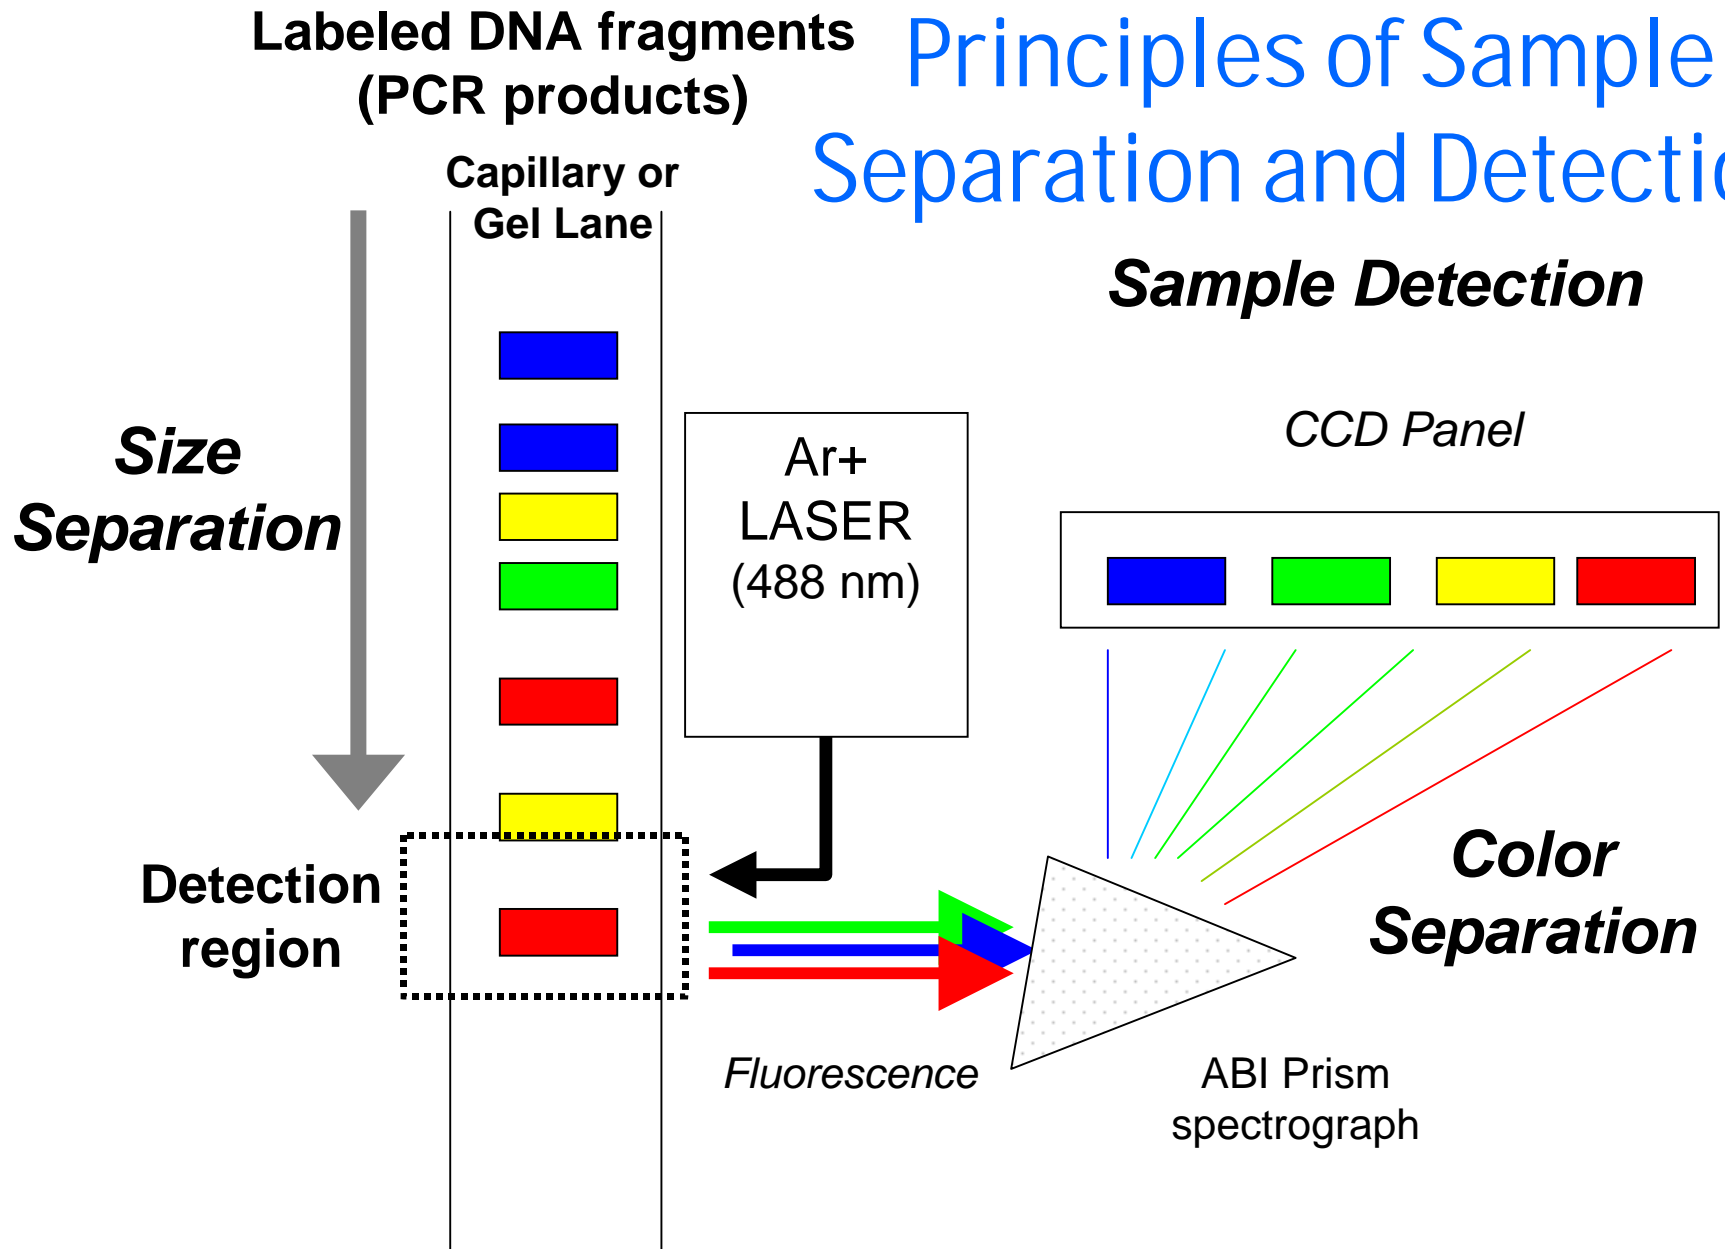 Labeled DNA fragments
(PCR products)
Principles of Sample
Separation and Detectio
Capillary or
Gel Lane
Sample Detection
Size
Separation
Ar+
LASER
(488 nm)
CCD Panel
Detection
region
Color
Separation
Fluorescence
ABI Prism
spectrograph